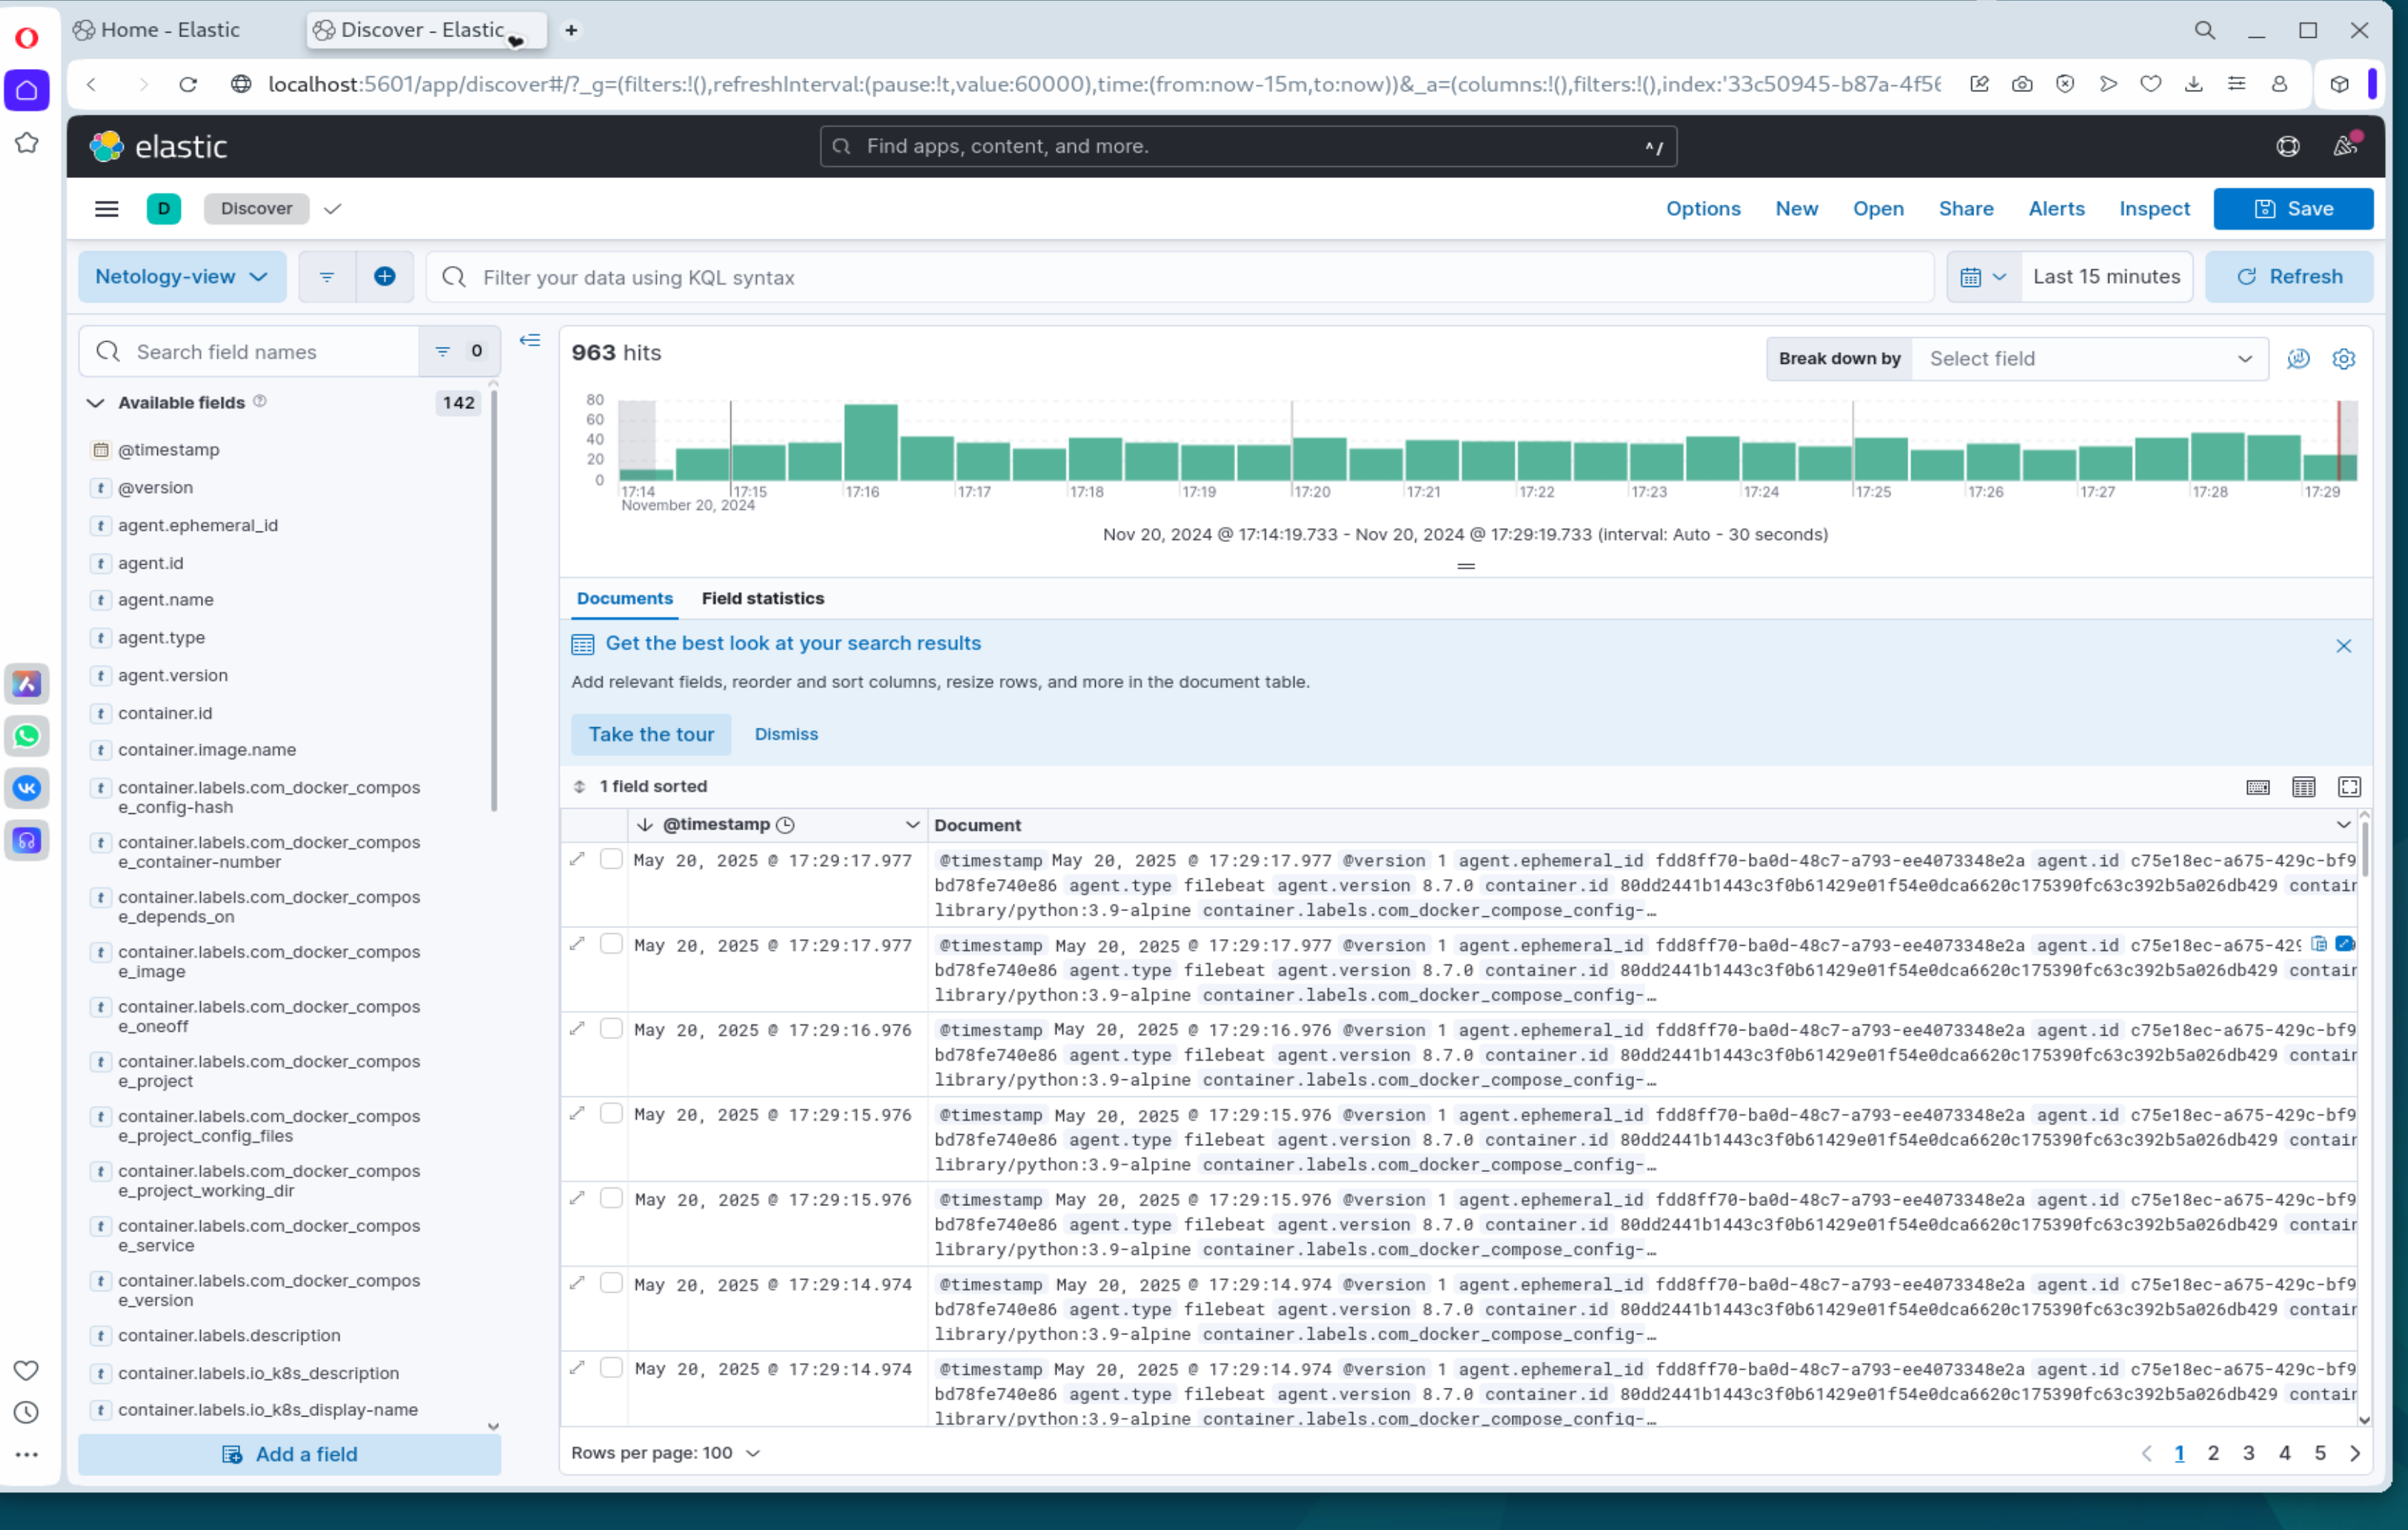 Home - Elastic
Discover - Elastic
localhost:5601/app/discover#/?_g=(filters:!(),refreshInterval:(pause:!t,value:60000),time:(from:now-15m,to:now))&_a=(columns:!(),filters:!(),index:'33c50945-b87a-4f5
elastic
Find apps, content, and more.
^/
D
Discover
Options
New
Open
Share
Alerts
Inspect
Save
Netology-view
Filter your data using KQL syntax
Last 15 minutes
Refresh
Search field names
0
Available fields
142
@timestamp
@version
agent.ephemeral_id
agent.id
agent.name
agent.type
agent.version
container.id
container.image.name
container.labels.com_docker_compos
e_config-hash
container.labels.com_docker_compos
e_container-number
container.labels.com_docker_compos
e_depends_on
container.labels.com_docker_compos
e_image
container.labels.com_docker_compos
e_oneoff
container.labels.com_docker_compos
e_project
container.labels.com_docker_compos
e_project_config_files
container.labels.com_docker_compos
e_project_working_dir
container.labels.com_docker_compos
e_service
container.labels.com_docker_compos
e_version
container.labels.description
container.labels.io_k8s_description
container.labels.io_k8s_display-name
Add a field
963 hits
Break down by
Select field
80
60
40
20
0
17:14 17:15 17:16 17:17 17:18 17:19 17:20 17:21 17:22 17:23 17:24 17:25 17:26 17:27 17:28 17:29
November 20, 2024
Nov 20, 2024 @ 17:14:19.733 - Nov 20, 2024 @ 17:29:19.733 (interval: Auto - 30 seconds)
Documents
Field statistics
Get the best look at your search results
Add relevant fields, reorder and sort columns, resize rows, and more in the document table.
Take the tour
Dismiss
1 field sorted
@timestamp
Document
May 20, 2025 @ 17:29:17.977 @timestamp May 20, 2025 @ 17:29:17.977 @version 1 agent.ephemeral_id fdd8ff70-ba0d-48c7-a793-ee4073348e2a agent.id c75e18ec-a675-429c-bf9
bd78fe740e86 agent.type filebeat agent.version 8.7.0 container.id 80dd2441b1443c3f0b61429e01f54e0dca6620c175390fc63c392b5a026db429 contair
library/python:3.9-alpine container.labels.com_docker_compose_config-…
May 20, 2025 @ 17:29:17.977 @timestamp May 20, 2025 @ 17:29:17.977 @version 1 agent.ephemeral_id fdd8ff70-ba0d-48c7-a793-ee4073348e2a agent.id c75e18ec-a675-429
bd78fe740e86 agent.type filebeat agent.version 8.7.0 container.id 80dd2441b1443c3f0b61429e01f54e0dca6620c175390fc63c392b5a026db429 contair
library/python:3.9-alpine container.labels.com_docker_compose_config-…
May 20, 2025 @ 17:29:16.976 @timestamp May 20, 2025 @ 17:29:16.976 @version 1 agent.ephemeral_id fdd8ff70-ba0d-48c7-a793-ee4073348e2a agent.id c75e18ec-a675-429c-bf9
bd78fe740e86 agent.type filebeat agent.version 8.7.0 container.id 80dd2441b1443c3f0b61429e01f54e0dca6620c175390fc63c392b5a026db429 contair
library/python:3.9-alpine container.labels.com_docker_compose_config-…
May 20, 2025 @ 17:29:15.976 @timestamp May 20, 2025 @ 17:29:15.976 @version 1 agent.ephemeral_id fdd8ff70-ba0d-48c7-a793-ee4073348e2a agent.id c75e18ec-a675-429c-bf9
bd78fe740e86 agent.type filebeat agent.version 8.7.0 container.id 80dd2441b1443c3f0b61429e01f54e0dca6620c175390fc63c392b5a026db429 contair
library/python:3.9-alpine container.labels.com_docker_compose_config-…
May 20, 2025 @ 17:29:15.976 @timestamp May 20, 2025 @ 17:29:15.976 @version 1 agent.ephemeral_id fdd8ff70-ba0d-48c7-a793-ee4073348e2a agent.id c75e18ec-a675-429c-bf9
bd78fe740e86 agent.type filebeat agent.version 8.7.0 container.id 80dd2441b1443c3f0b61429e01f54e0dca6620c175390fc63c392b5a026db429 contair
library/python:3.9-alpine container.labels.com_docker_compose_config-…
May 20, 2025 @ 17:29:14.974 @timestamp May 20, 2025 @ 17:29:14.974 @version 1 agent.ephemeral_id fdd8ff70-ba0d-48c7-a793-ee4073348e2a agent.id c75e18ec-a675-429c-bf9
bd78fe740e86 agent.type filebeat agent.version 8.7.0 container.id 80dd2441b1443c3f0b61429e01f54e0dca6620c175390fc63c392b5a026db429 contair
library/python:3.9-alpine container.labels.com_docker_compose_config-…
May 20, 2025 @ 17:29:14.974 @timestamp May 20, 2025 @ 17:29:14.974 @version 1 agent.ephemeral_id fdd8ff70-ba0d-48c7-a793-ee4073348e2a agent.id c75e18ec-a675-429c-bf9
bd78fe740e86 agent.type filebeat agent.version 8.7.0 container.id 80dd2441b1443c3f0b61429e01f54e0dca6620c175390fc63c392b5a026db429 contair
library/python:3.9-alpine container.labels.com_docker_compose_config-…
Rows per page: 100
1 2 3 4 5